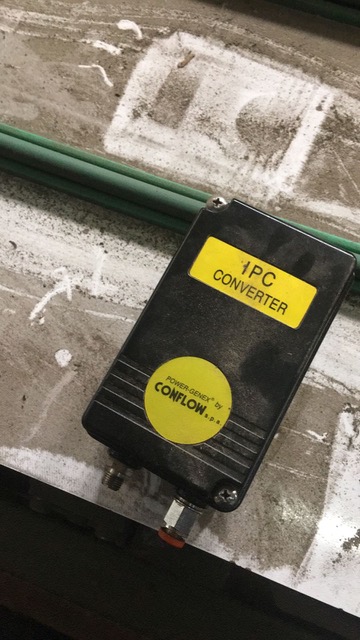 IPC
CONVERTER
POWER-GENEX® by
CONFLOW s.p.a.